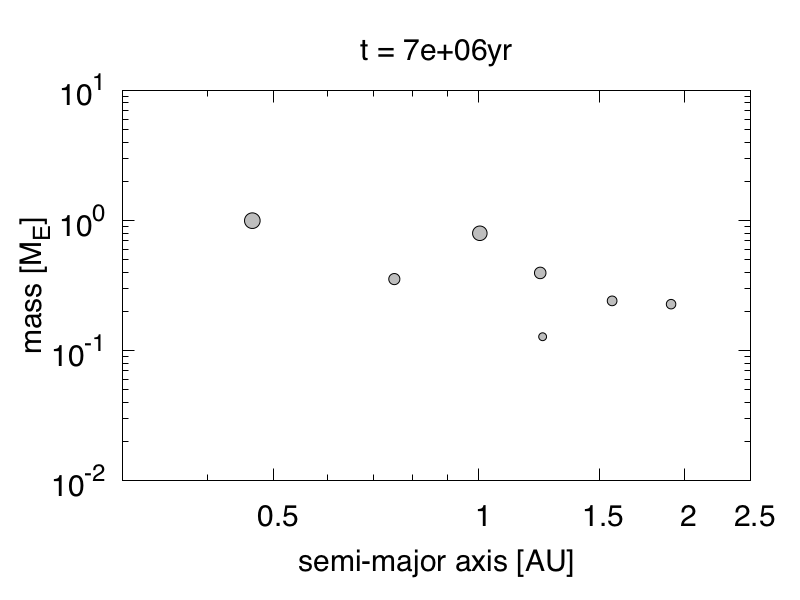 t = 7e+06yr
10^1
10^0
10^-1
10^-2
mass [M_E]
0.5 1 1.5 2 2.5
semi-major axis [AU]